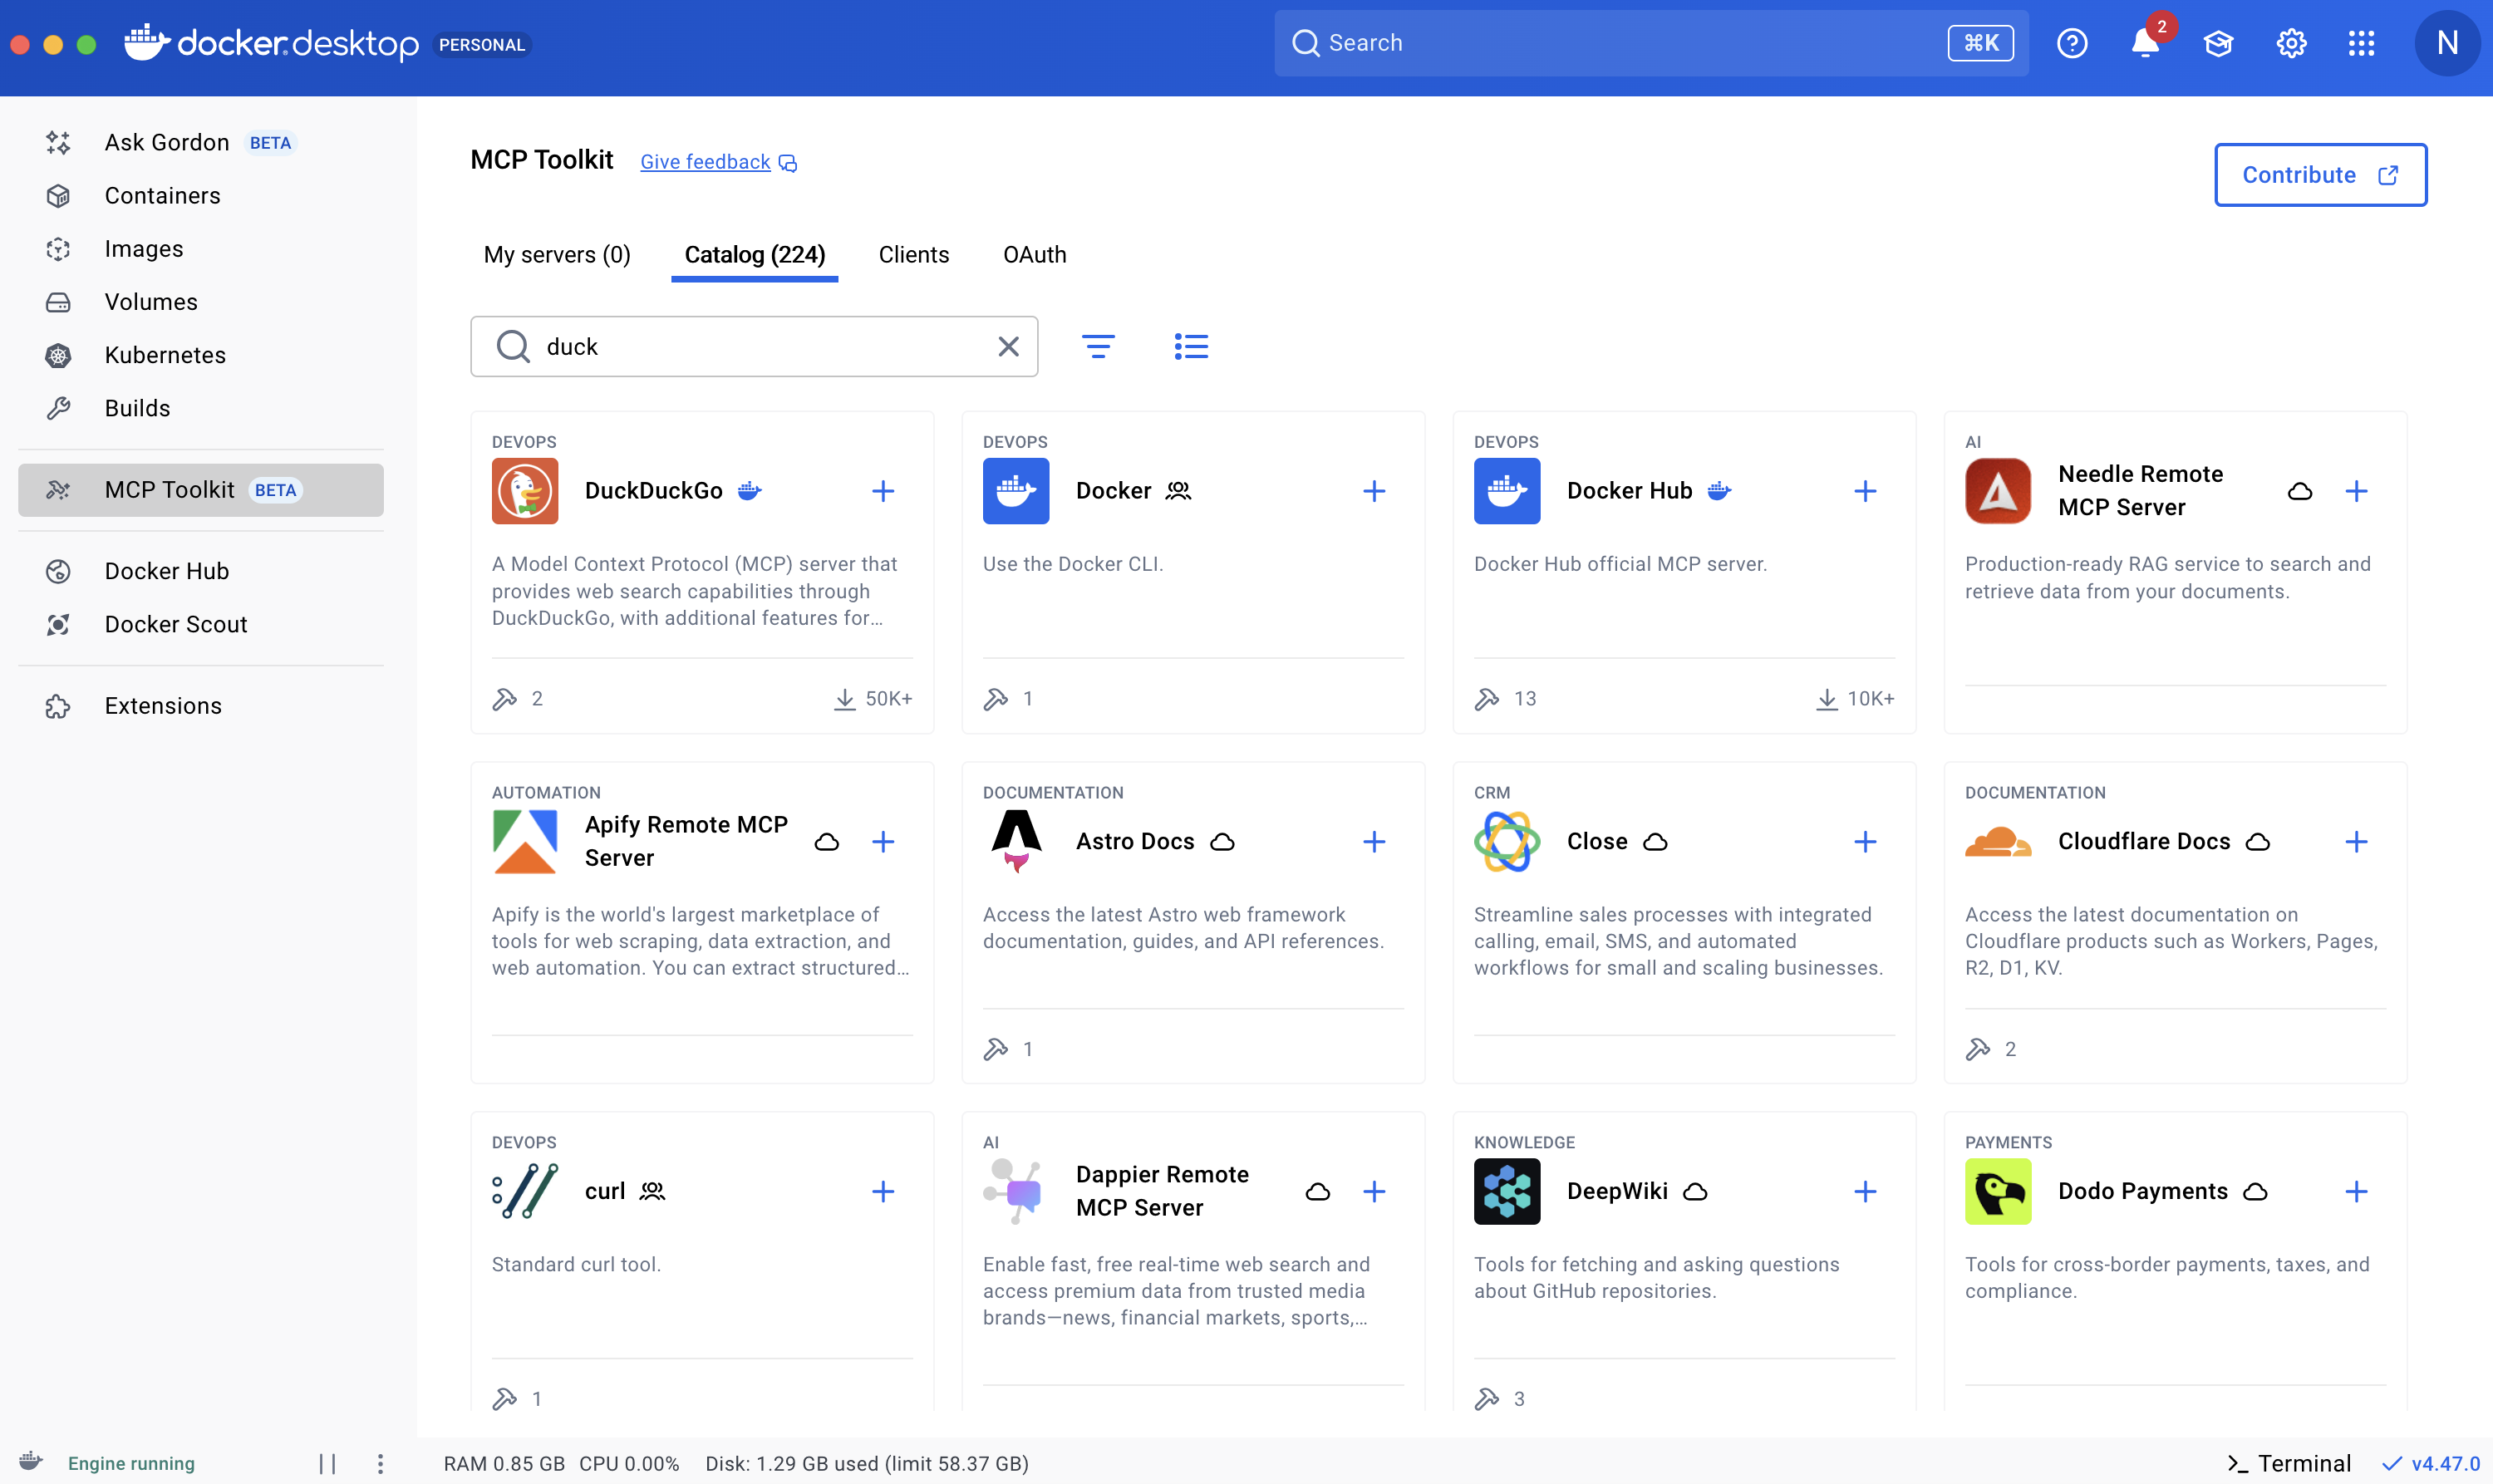 docker.desktop PERSONAL
Search
⌘K
2
N
Ask Gordon BETA
Containers
Images
Volumes
Kubernetes
Builds
MCP Toolkit BETA
Docker Hub
Docker Scout
Extensions
MCP Toolkit Give feedback
Contribute
My servers (0) Catalog (224) Clients OAuth
duck
DEVOPS
DuckDuckGo
A Model Context Protocol (MCP) server that
provides web search capabilities through
DuckDuckGo, with additional features for...
2 50K+
DEVOPS
Docker
Use the Docker CLI.
1
DEVOPS
Docker Hub
Docker Hub official MCP server.
13 10K+
AI
Needle Remote
MCP Server
Production-ready RAG service to search and
retrieve data from your documents.
AUTOMATION
Apify Remote MCP
Server
Apify is the world's largest marketplace of
tools for web scraping, data extraction, and
web automation. You can extract structured...
DOCUMENTATION
Astro Docs
Access the latest Astro web framework
documentation, guides, and API references.
1
CRM
Close
Streamline sales processes with integrated
calling, email, SMS, and automated
workflows for small and scaling businesses.
DOCUMENTATION
Cloudflare Docs
Access the latest documentation on
Cloudflare products such as Workers, Pages,
R2, D1, KV.
2
DEVOPS
curl
Standard curl tool.
1
AI
Dappier Remote
MCP Server
Enable fast, free real-time web search and
access premium data from trusted media
brands—news, financial markets, sports,...
KNOWLEDGE
DeepWiki
Tools for fetching and asking questions
about GitHub repositories.
3
PAYMENTS
Dodo Payments
Tools for cross-border payments, taxes, and
compliance.
Engine running
RAM 0.85 GB CPU 0.00% Disk: 1.29 GB used (limit 58.37 GB)
Terminal
v4.47.0